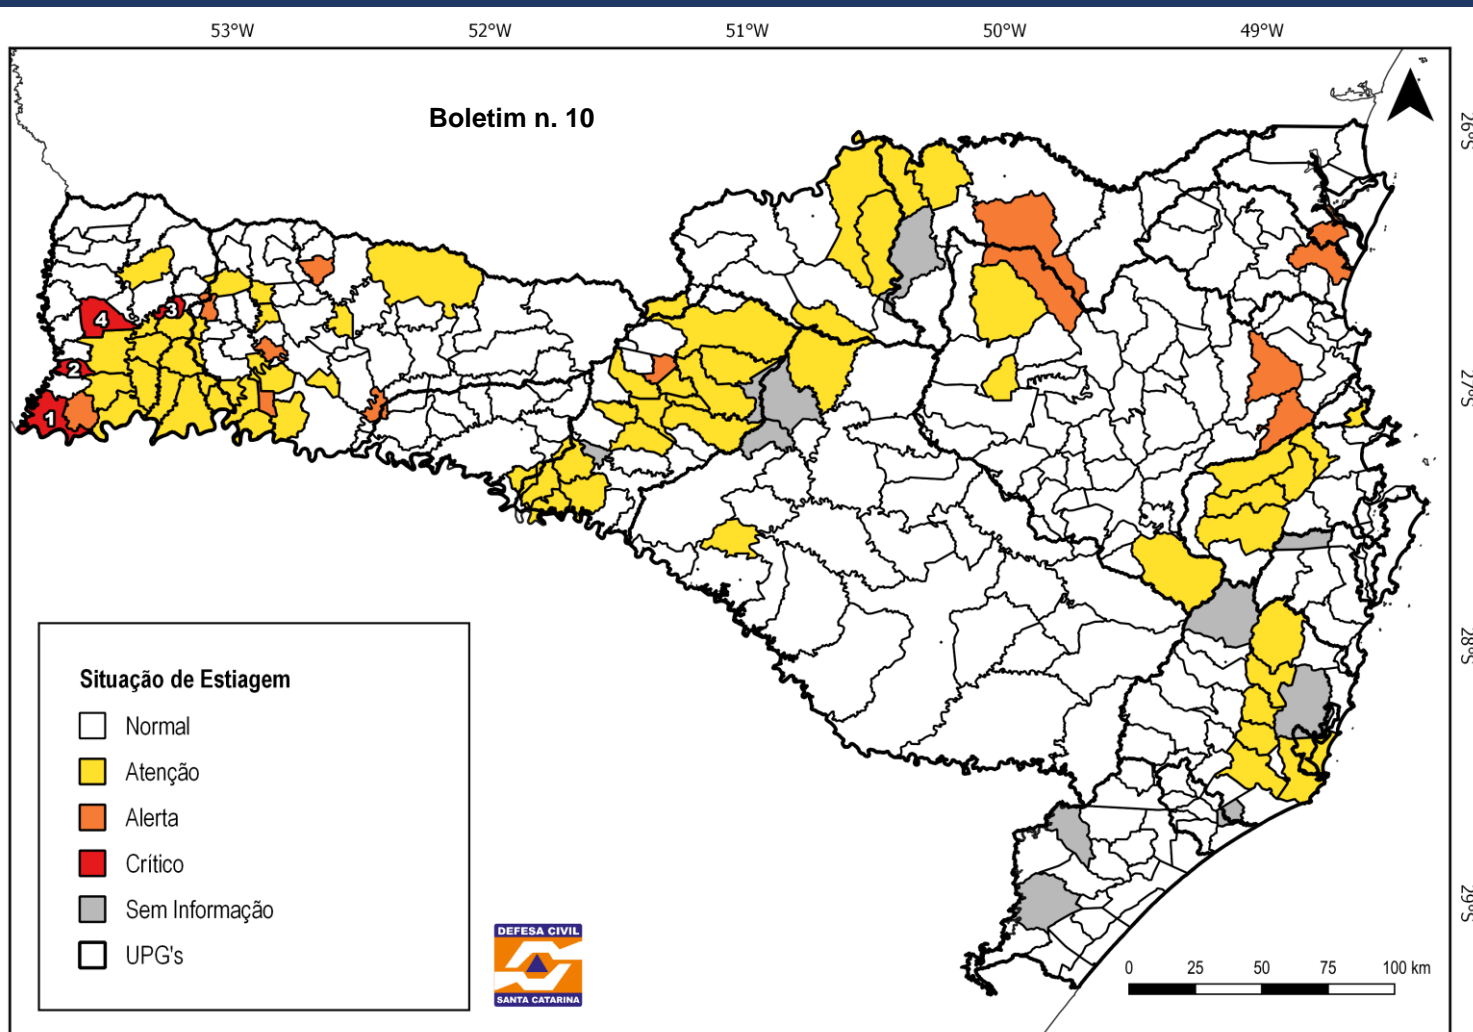 53°W 52°W 51°W 50°W 49°W
Boletim n. 10
26°S
27°S
28°S
29°S
4
3
2
1
Situação de Estiagem
Normal
Atenção
Alerta
Crítico
Sem Informação
UPG's
DEFESA CIVIL
SANTA CATARINA
0 25 50 75 100 km